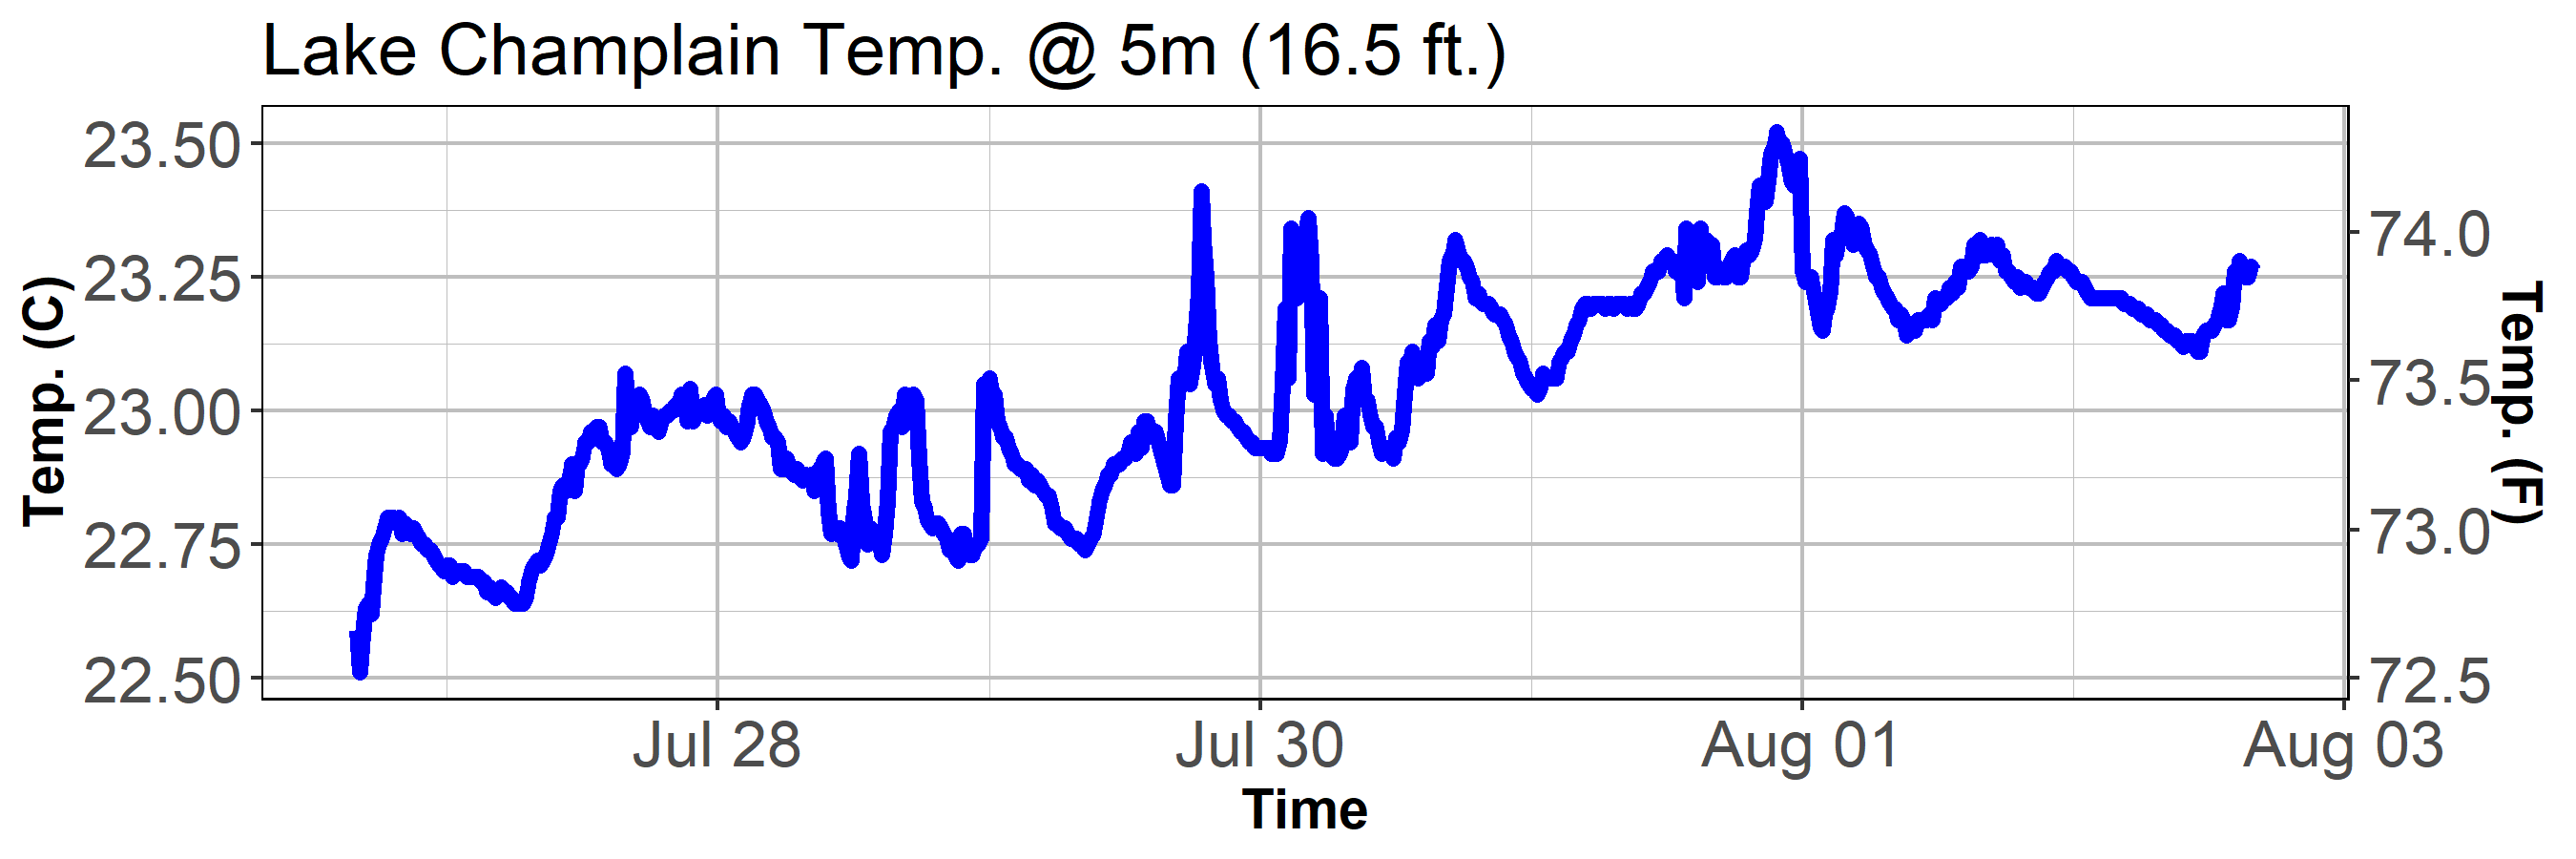 Lake Champlain Temp. @ 5m (16.5 ft.)
Temp. (C)
23.50
23.25
23.00
22.75
22.50
74.0
73.5
73.0
72.5
Temp. (F)
Jul 28
Jul 30
Aug 01
Aug 03
Time